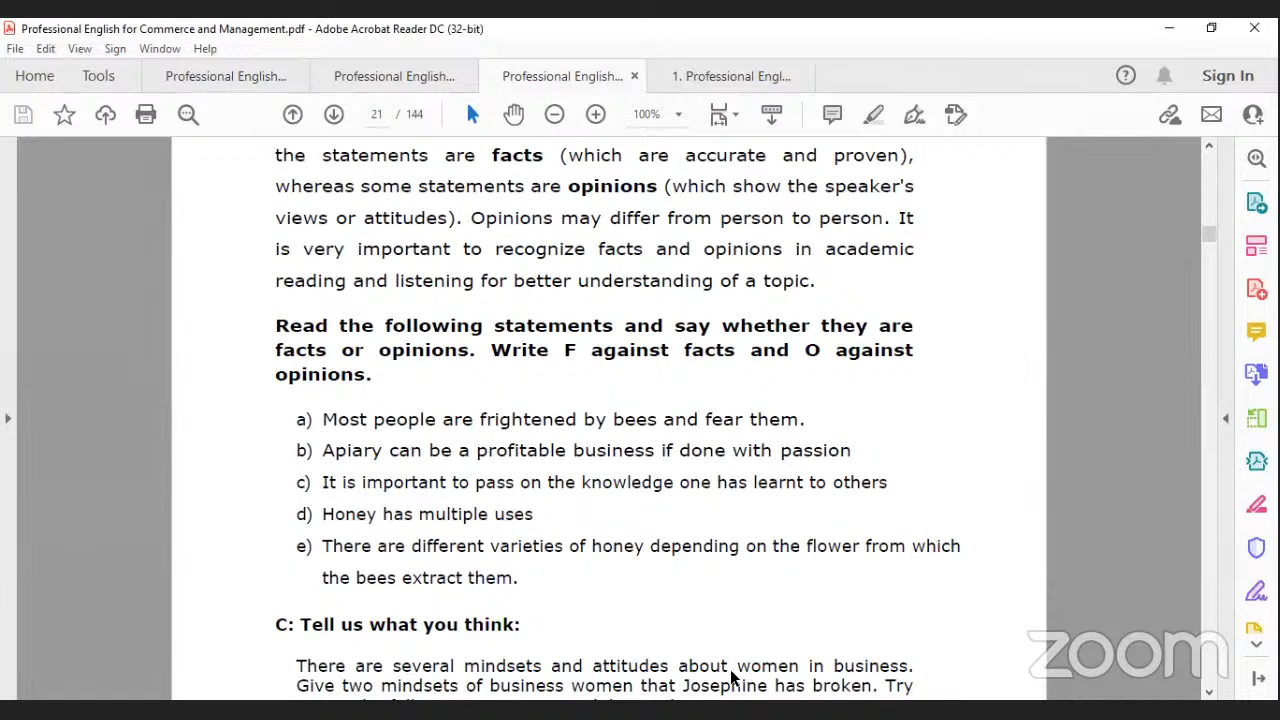 Professional English for Commerce and Management.pdf - Adobe Acrobat Reader DC (32-bit)
File Edit View Sign Window Help
Home Tools Professional English... Professional English... Professional English... × 1. Professional Engl... Sign In
21 / 144 100%
the statements are facts (which are accurate and proven),
whereas some statements are opinions (which show the speaker's
views or attitudes). Opinions may differ from person to person. It
is very important to recognize facts and opinions in academic
reading and listening for better understanding of a topic.
Read the following statements and say whether they are
facts or opinions. Write F against facts and O against
opinions.
a) Most people are frightened by bees and fear them.
b) Apiary can be a profitable business if done with passion
c) It is important to pass on the knowledge one has learnt to others
d) Honey has multiple uses
e) There are different varieties of honey depending on the flower from which
the bees extract them.
C: Tell us what you think:
There are several mindsets and attitudes about women in business.
Give two mindsets of business women that Josephine has broken. Try
zoom